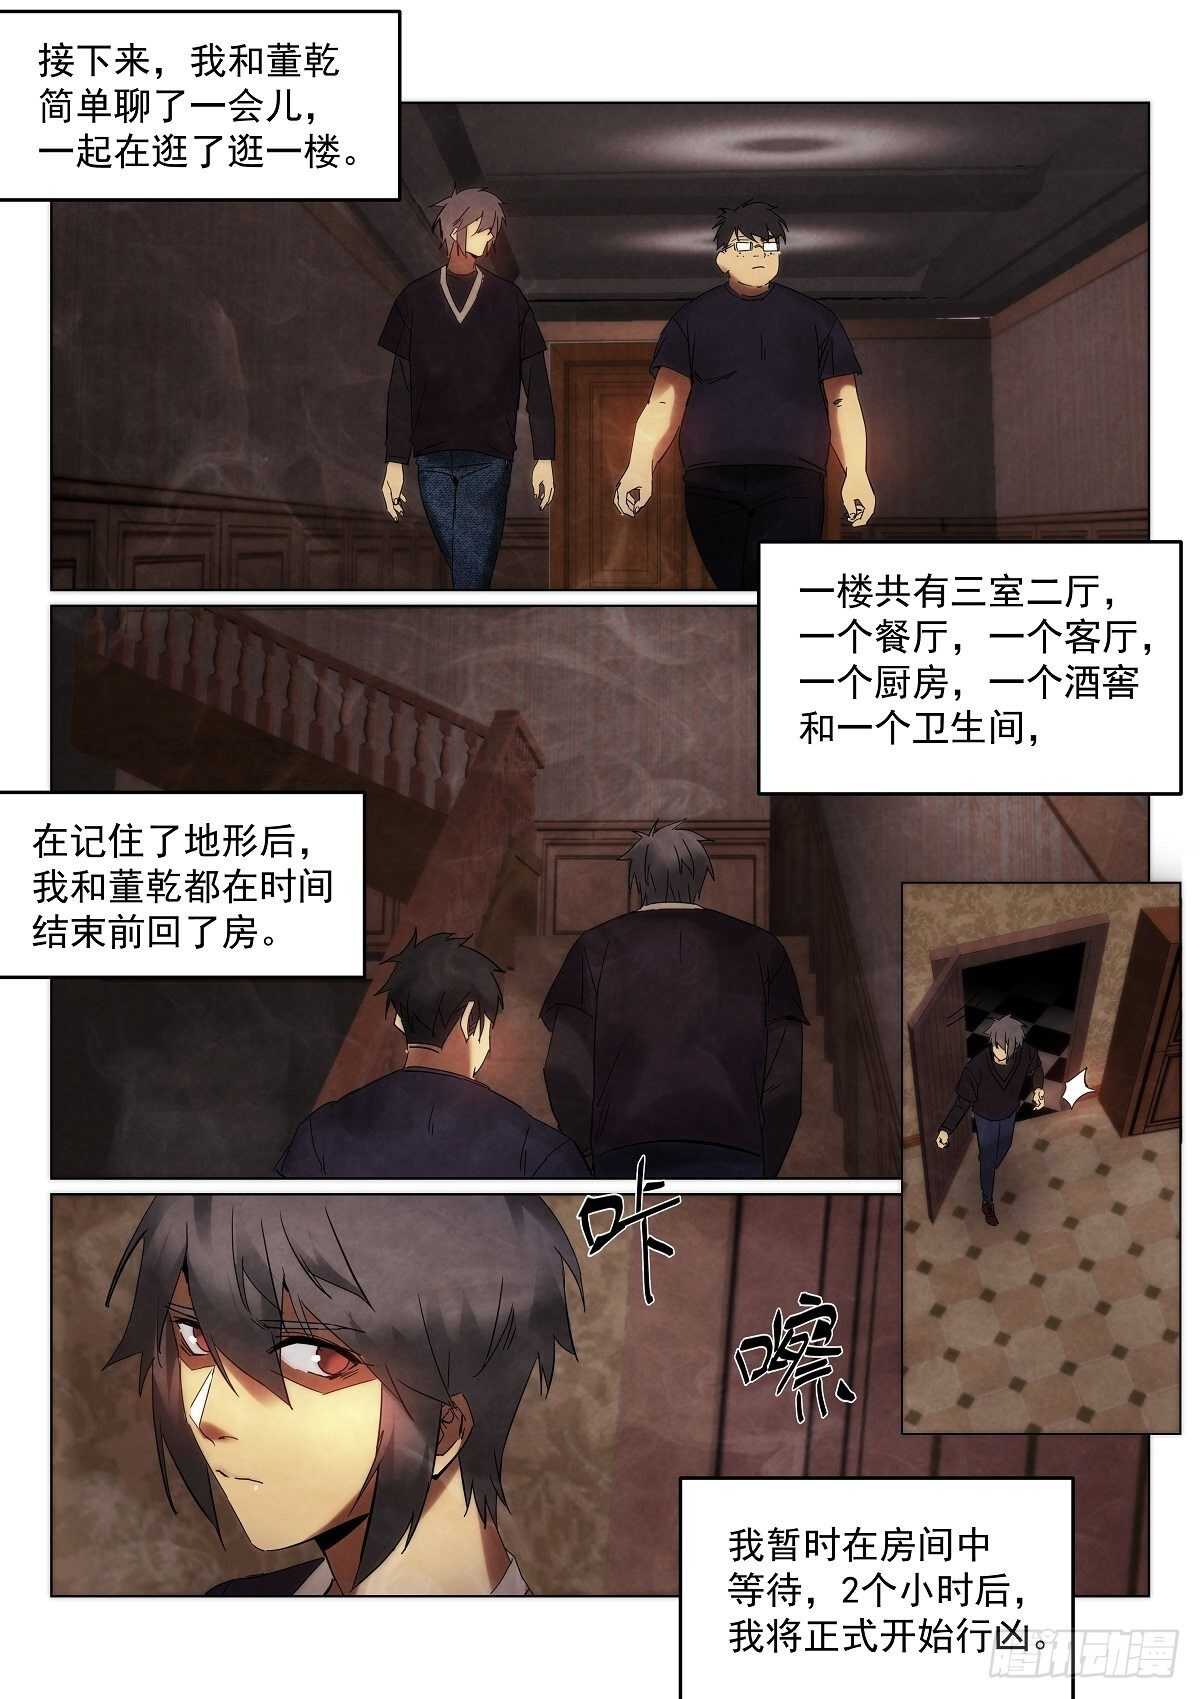 接下来，我和董乾
简单聊了一会儿，
一起在逛了逛一楼。
一楼共有三室二厅，
一个餐厅，一个客厅，
一个厨房，一个酒窖
和一个卫生间，
在记住了地形后，
我和董乾都在时间
结束前回了房。
咔
嚓
我暂时在房间中
等待，2个小时后，
我将正式开始行凶。
腾讯动漫